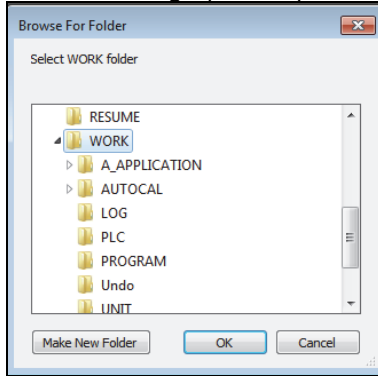 Browse For Folder
Select WORK folder
RESUME
WORK
A_APPLICATION
AUTOCAL
LOG
PLC
PROGRAM
Undo
UNIT
Make New Folder OK Cancel